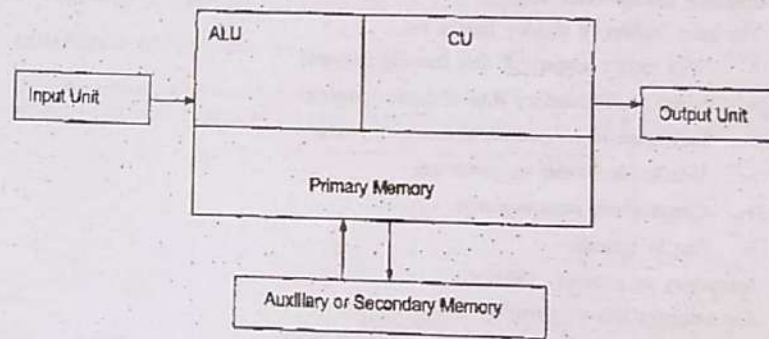 ALU
CU
Input Unit
Output Unit
Primary Memory
Auxiliary or Secondary Memory